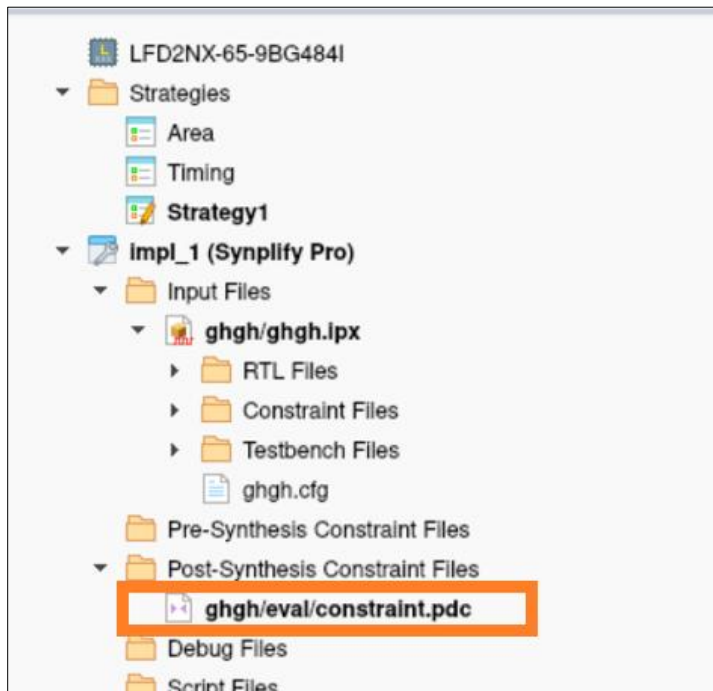 LFD2NX-65-9BG484I
Strategies
Area
Timing
Strategy1
impl_1 (Synplify Pro)
Input Files
ghgh/ghgh.ipx
RTL Files
Constraint Files
Testbench Files
ghgh.cfg
Pre-Synthesis Constraint Files
Post-Synthesis Constraint Files
ghgh/eval/constraint.pdc
Debug Files
Script Files